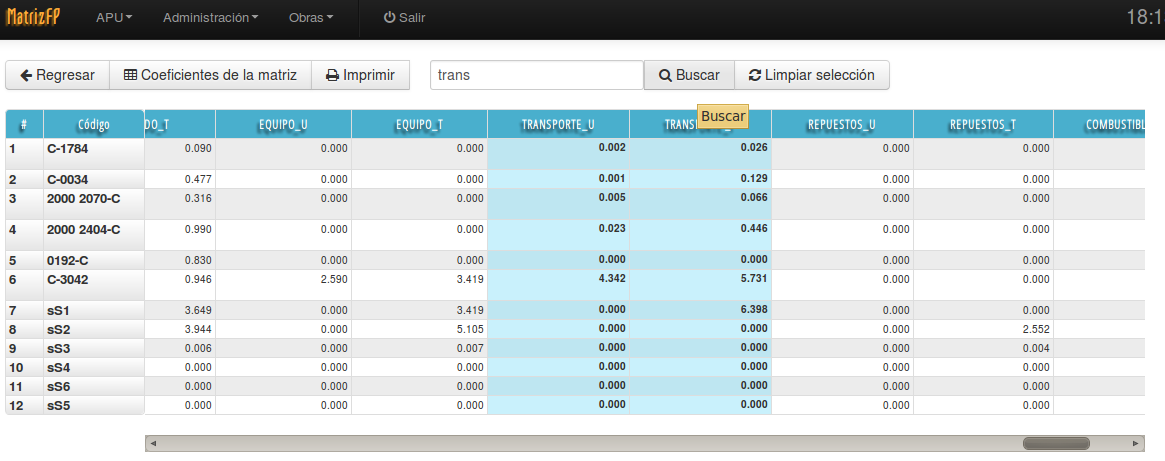 MatrizFP APU Administración Obras Salir 18:1
Regresar Coeficientes de la matriz Imprimir trans Buscar Limpiar selección
Buscar
# Código DO_T EQUIPO_U EQUIPO_T TRANSPORTE_U REPUESTOS_U REPUESTOS_T COMBUSTIBL
1 C-1784 0.090 0.000 0.000 0.002 0.026 0.000 0.000
2 C-0034 0.477 0.000 0.000 0.001 0.129 0.000 0.000
3 2000 2070-C 0.316 0.000 0.000 0.005 0.066 0.000 0.000
4 2000 2404-C 0.990 0.000 0.000 0.023 0.446 0.000 0.000
5 0192-C 0.830 0.000 0.000 0.000 0.000 0.000 0.000
6 C-3042 0.946 2.590 3.419 4.342 5.731 0.000 0.000
7 sS1 3.649 0.000 3.419 0.000 6.398 0.000 0.000
8 sS2 3.944 0.000 5.105 0.000 0.000 0.000 2.552
9 sS3 0.006 0.000 0.007 0.000 0.000 0.000 0.004
10 sS4 0.000 0.000 0.000 0.000 0.000 0.000 0.000
11 sS6 0.000 0.000 0.000 0.000 0.000 0.000 0.000
12 sS5 0.000 0.000 0.000 0.000 0.000 0.000 0.000